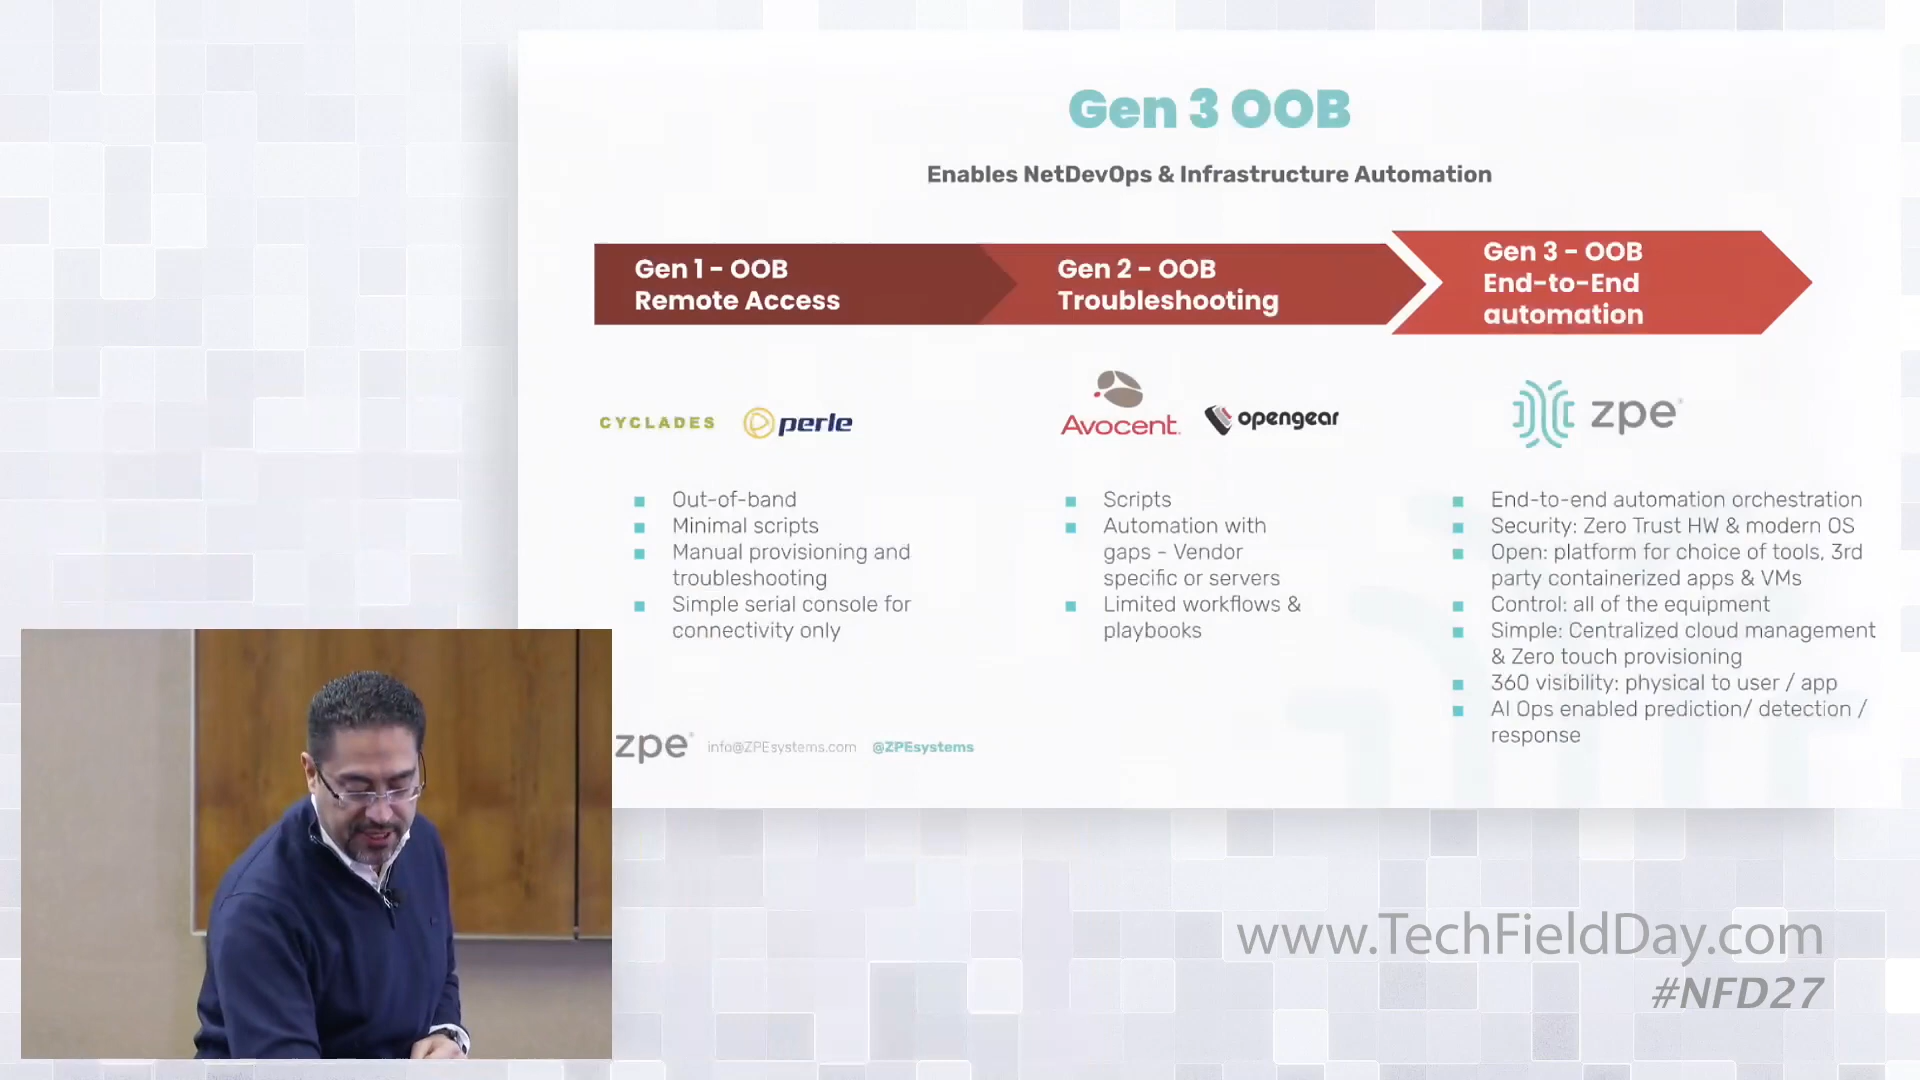 Gen 3 OOB
Enables NetDevOps & Infrastructure Automation
Gen 1 - OOB
Remote Access
Gen 2 - OOB
Troubleshooting
Gen 3 - OOB
End-to-End
automation
CYCLADES
perle
Avocent.
opengear
zpe
Out-of-band
Minimal scripts
Manual provisioning and
troubleshooting
Simple serial console for
connectivity only
Scripts
Automation with
gaps - Vendor
specific or servers
Limited workflows &
playbooks
End-to-end automation orchestration
Security: Zero Trust HW & modern OS
Open: platform for choice of tools, 3rd
party containerized apps & VMs
Control: all of the equipment
Simple: Centralized cloud management
& Zero touch provisioning
360 visibility: physical to user / app
AI Ops enabled prediction/ detection /
response
zpe info@ZPEsystems.com @ZPEsystems
www.TechFieldDay.com
#NFD27